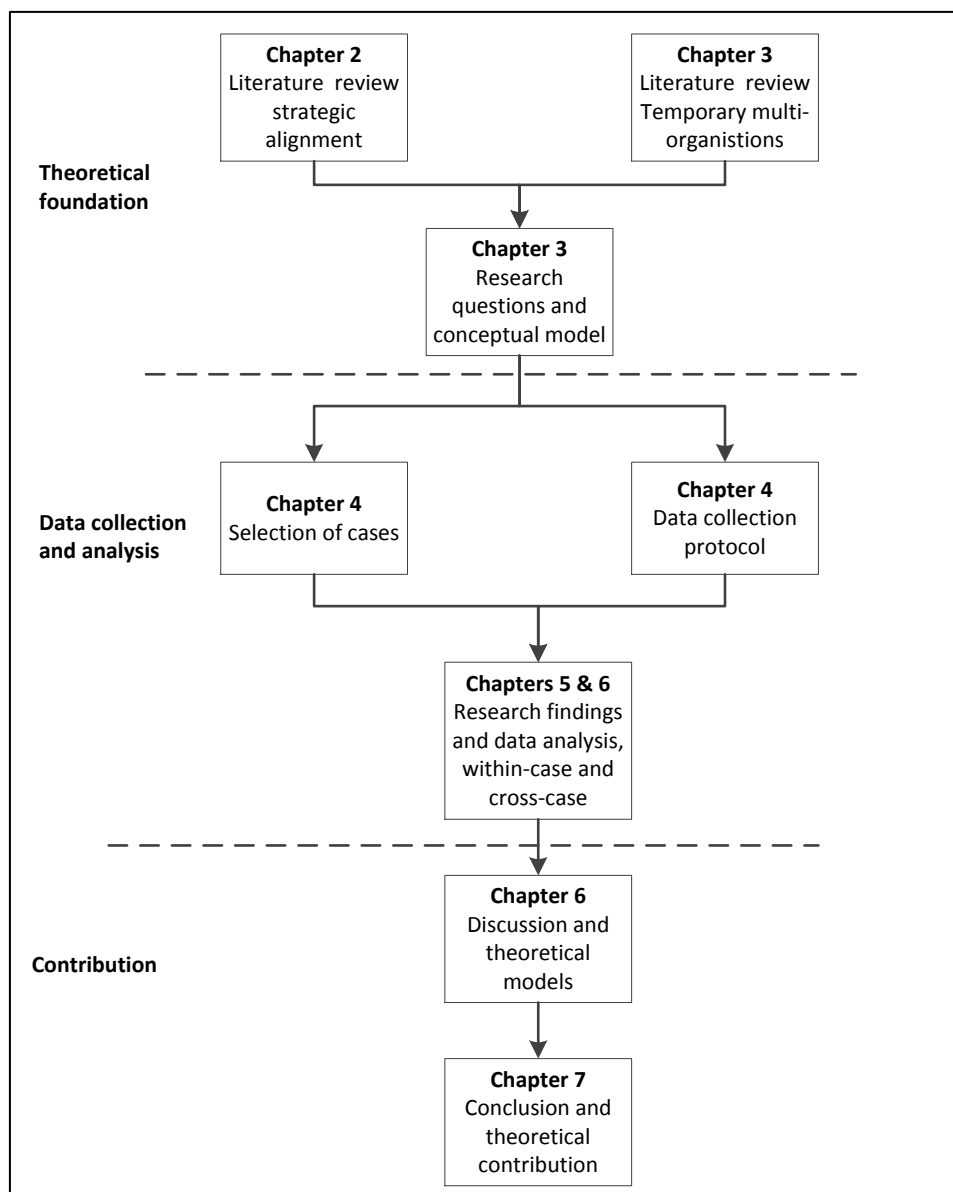 Chapter 2
Literature review
strategic
alignment
Chapter 3
Literature review
Temporary multi-
organistions
Theoretical
foundation
Chapter 3
Research
questions and
conceptual model
Chapter 4
Selection of cases
Chapter 4
Data collection
protocol
Data collection
and analysis
Chapters 5 & 6
Research findings
and data analysis,
within-case and
cross-case
Chapter 6
Discussion and
theoretical
models
Contribution
Chapter 7
Conclusion and
theoretical
contribution